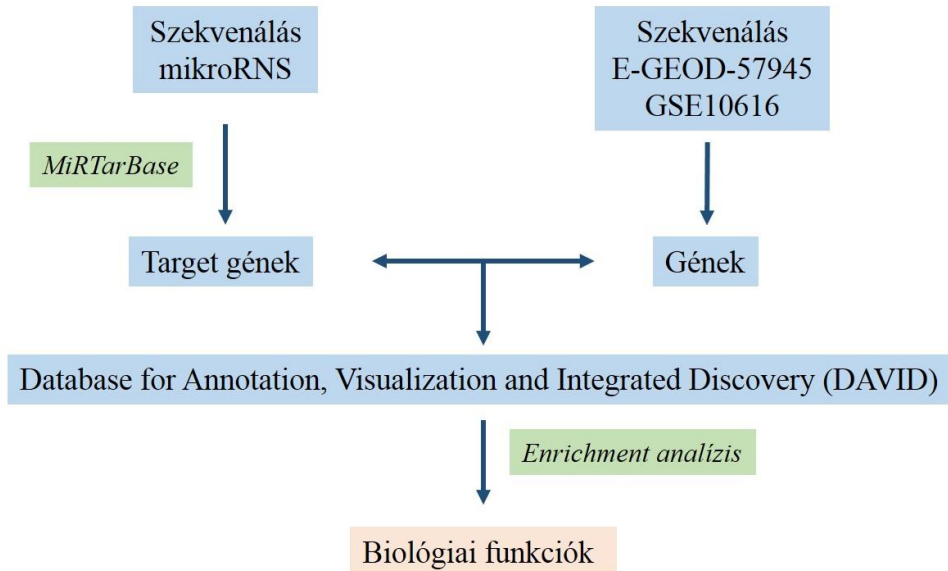 Szekvenálás
mikroRNS
Szekvenálás
E-GEOD-57945
GSE10616
MiRTarBase
Target gének
Gének
Database for Annotation, Visualization and Integrated Discovery (DAVID)
Enrichment analízis
Biológiai funkciók